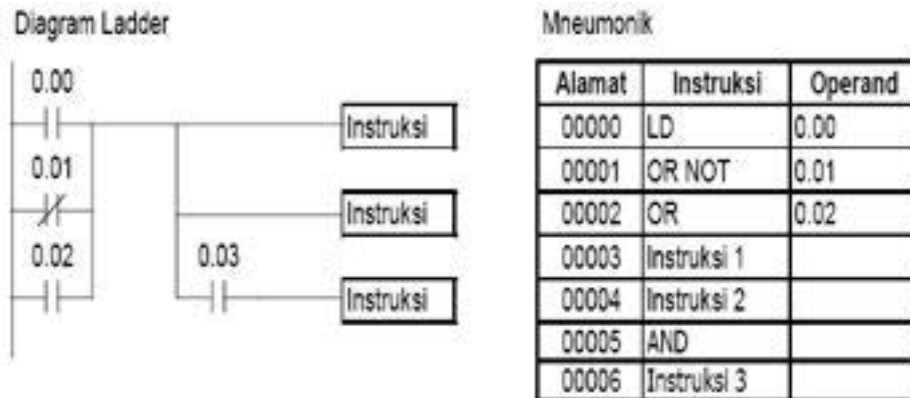 Diagram Ladder
0.00
Instruksi
0.01
Instruksi
0.02
0.03
Instruksi
Mneumonik
Alamat Instruksi Operand
00000 LD 0.00
00001 OR NOT 0.01
00002 OR 0.02
00003 Instruksi 1
00004 Instruksi 2
00005 AND
00006 Instruksi 3